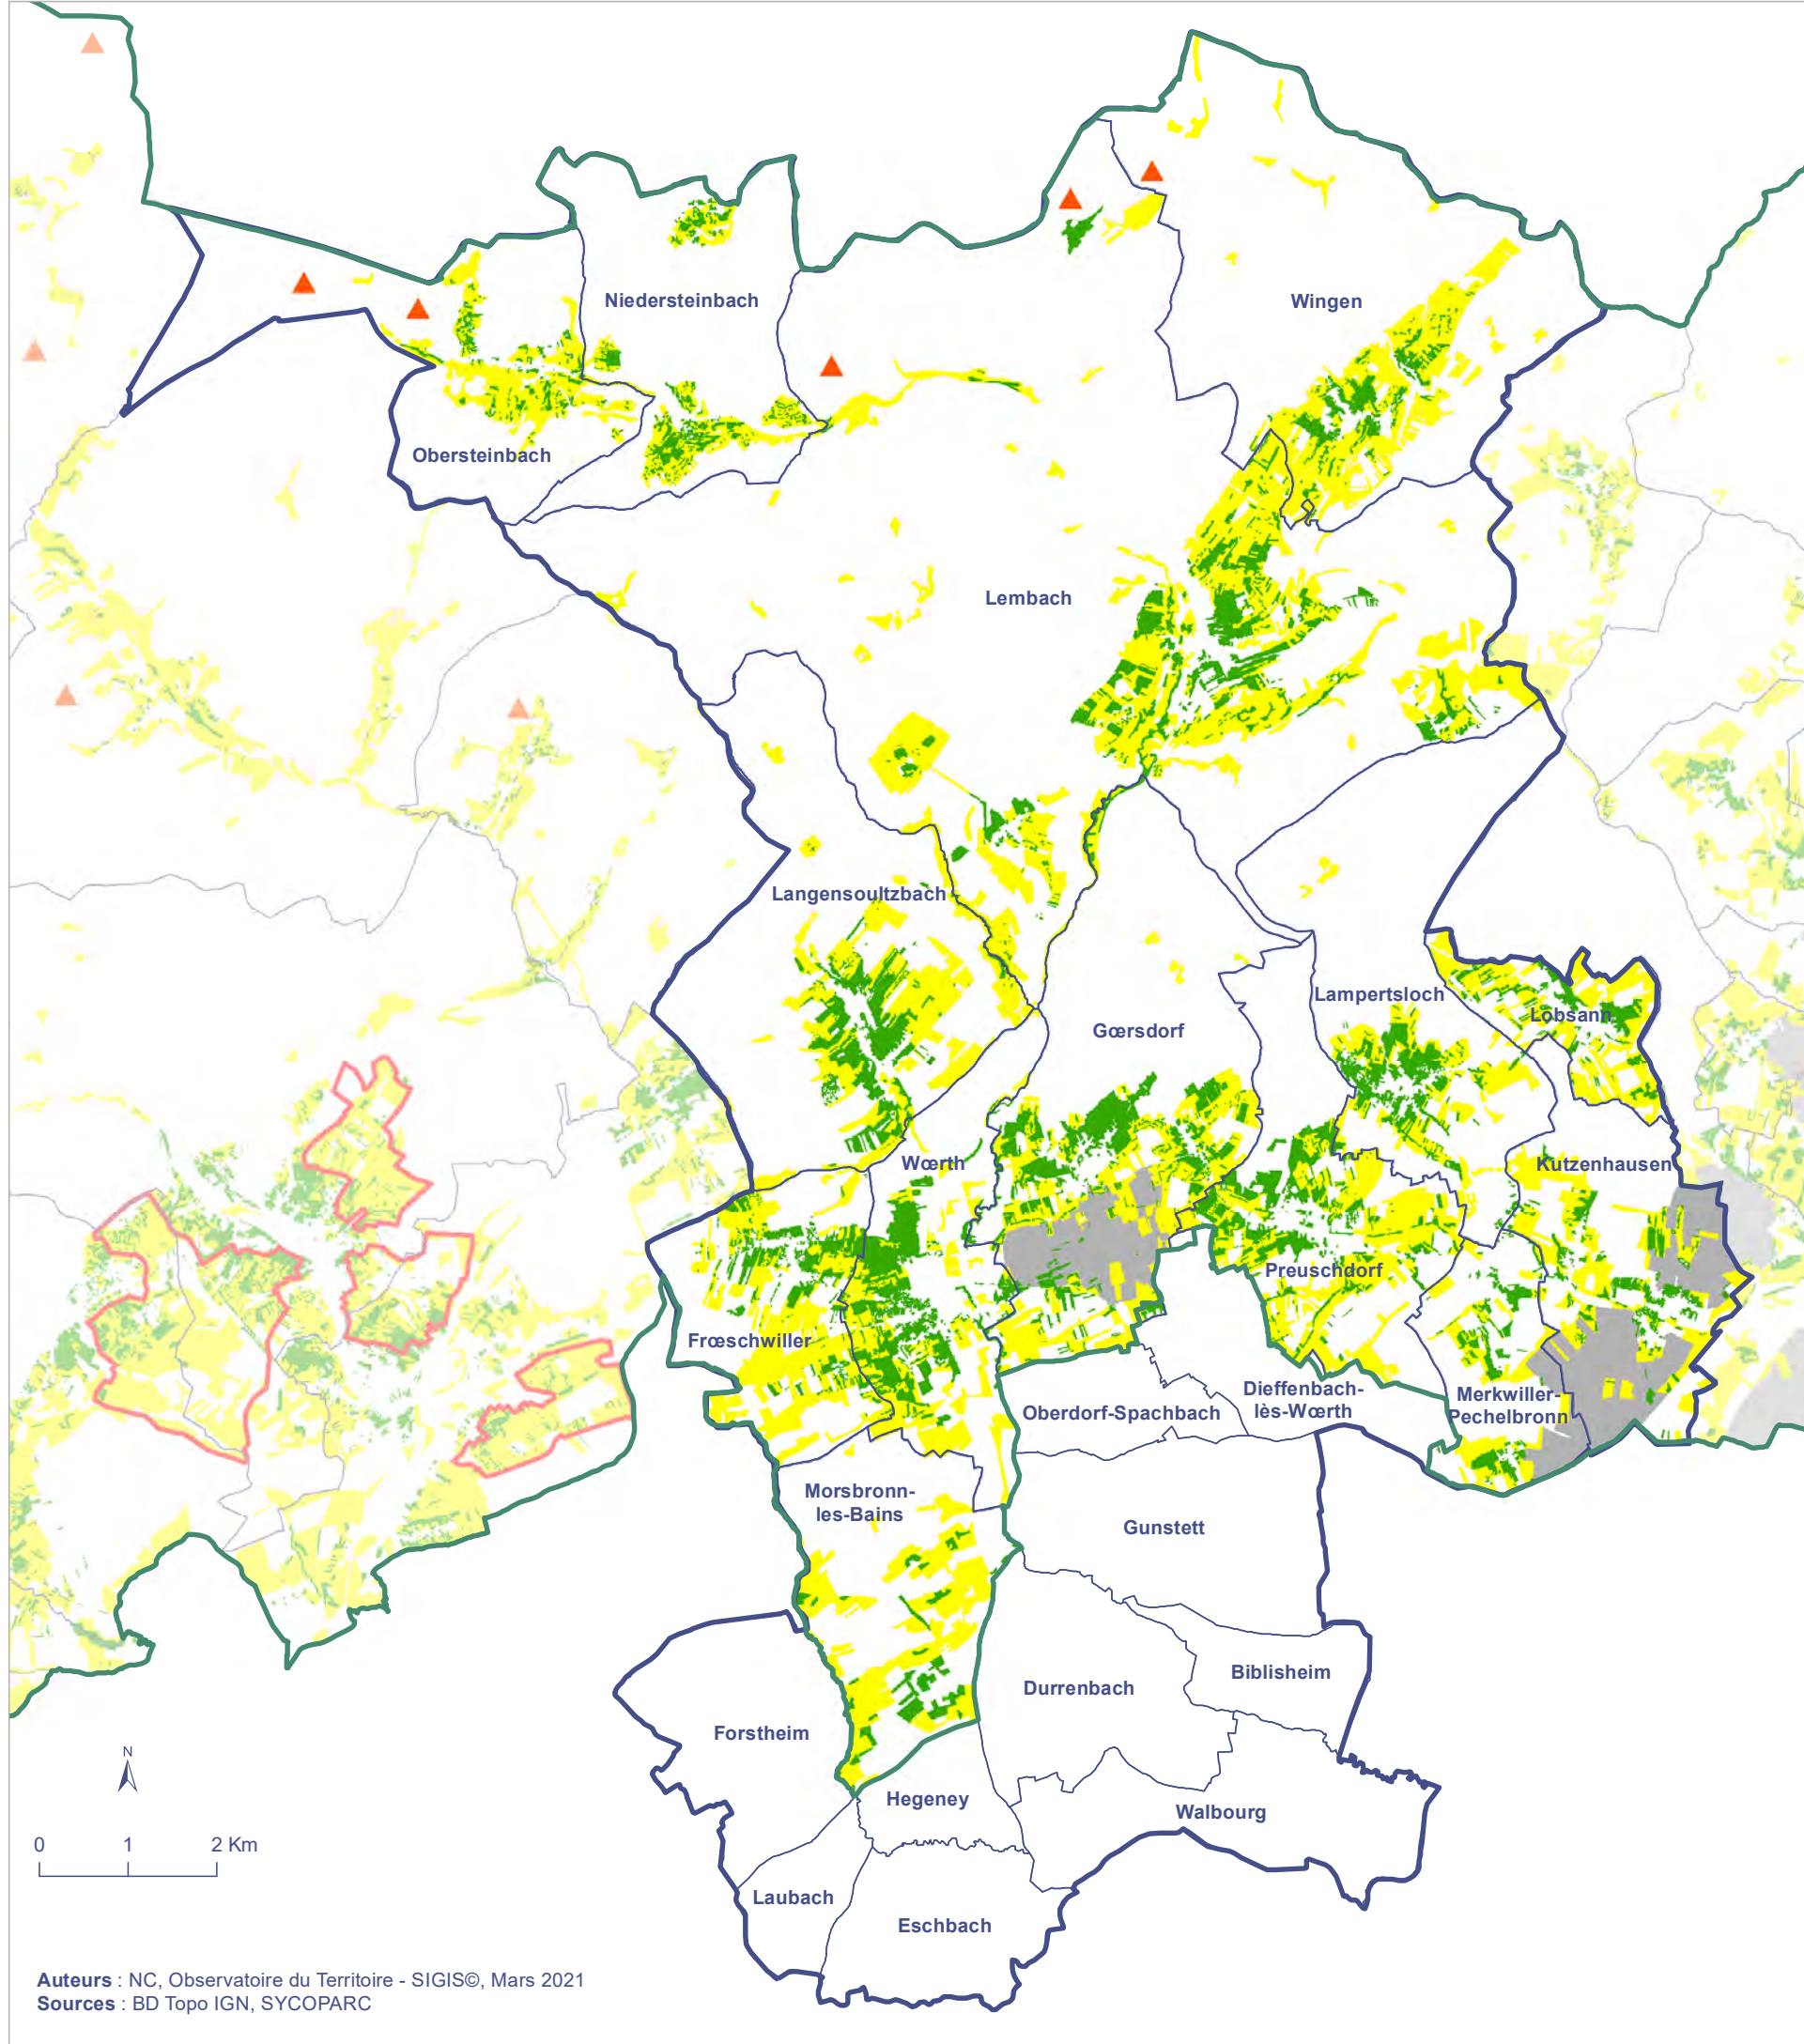 Niedersteinbach
Wingen
Obersteinbach
Lembach
Langensoultzbach
Lampertsloch
Lobsann
Gœrsdorf
Wœrth
Kutzenhausen
Preuschdorf
Frœschwiller
Dieffenbach-
lès-Wœrth
Merkwiller-
Pechelbronn
Oberdorf-Spachbach
Morsbronn-
les-Bains
Gunstett
Biblisheim
Durrenbach
Forstheim
Hegeney
Walbourg
Laubach
Eschbach
N
0 1 2 Km
Auteurs : NC, Observatoire du Territoire - SIGIS©, Mars 2021
Sources : BD Topo IGN, SYCOPARC